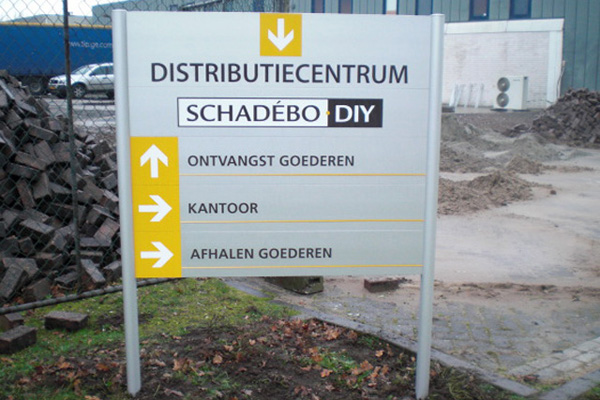 DISTRIBUTIECENTRUM
SCHADÉBO·DIY
ONTVANGST GOEDEREN
KANTOOR
AFHALEN GOEDEREN